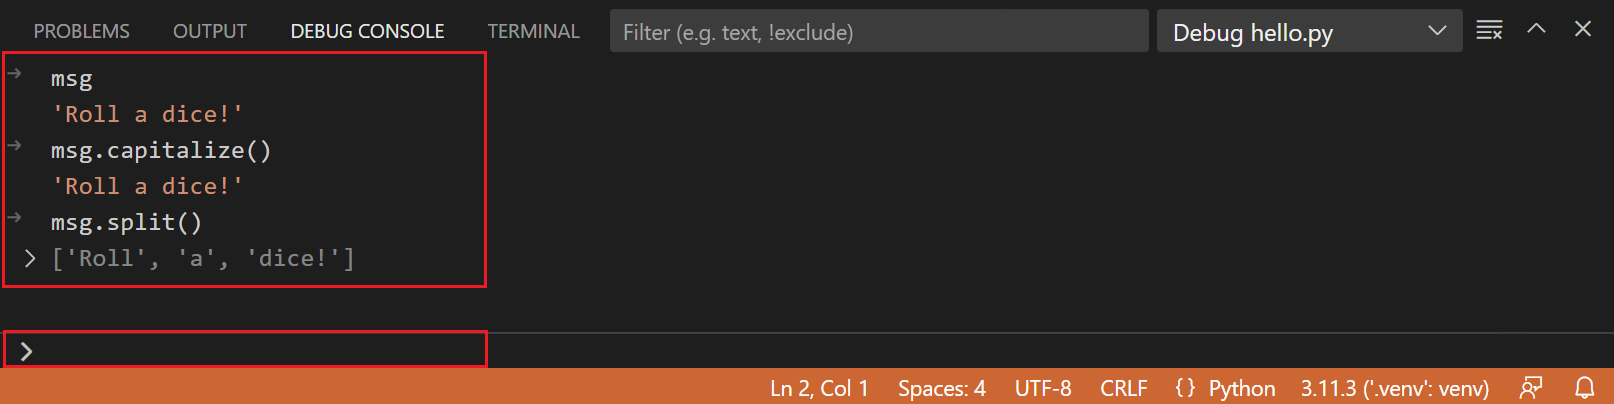 PROBLEMS OUTPUT DEBUG CONSOLE TERMINAL Filter (e.g. text, !exclude) Debug hello.py
msg
'Roll a dice!'
msg.capitalize()
'Roll a dice!'
msg.split()
['Roll', 'a', 'dice!']
Ln 2, Col 1 Spaces: 4 UTF-8 CRLF {} Python 3.11.3 ('.venv': venv)